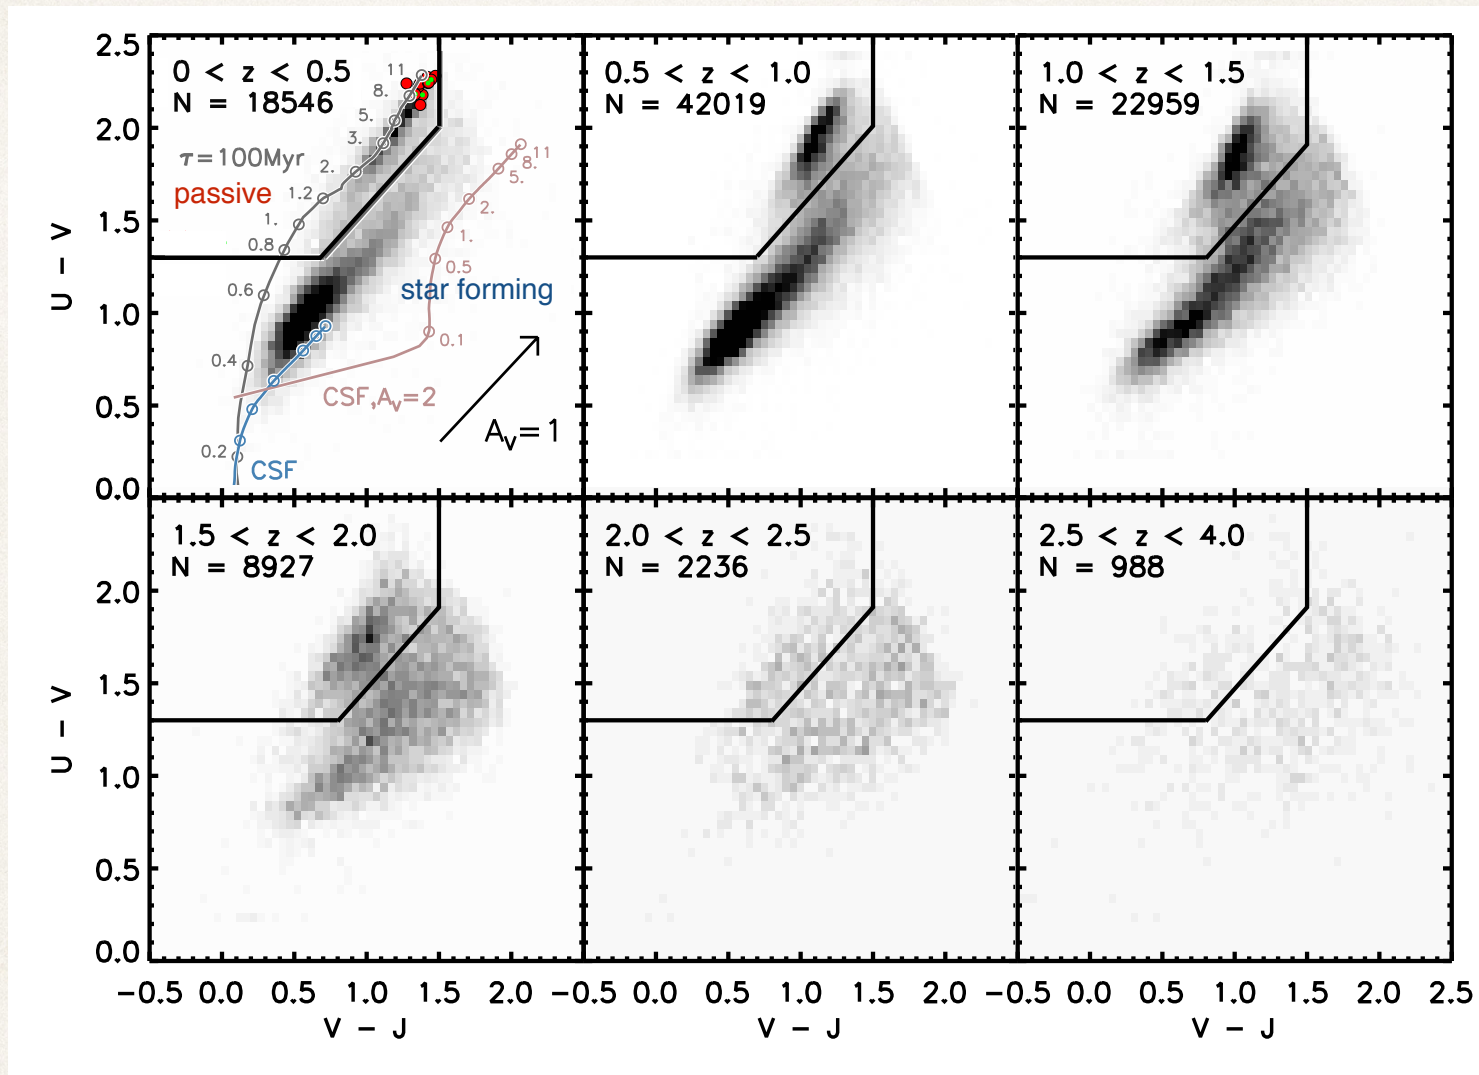 0 < z < 0.5
N = 18546
τ=100Myr
passive
star forming
CSF,Av=2
Av=1
CSF
11
8.
5.
3.
2.
1.2
1.
0.8
0.6
0.4
0.2
11
8.
5.
2.
1.
0.5
0.1
0.5 < z < 1.0
N = 42019
1.0 < z < 1.5
N = 22959
2.5
2.0
1.5
1.0
0.5
0.0
U - V
1.5 < z < 2.0
N = 8927
2.0 < z < 2.5
N = 2236
2.5 < z < 4.0
N = 988
2.0
1.5
1.0
0.5
0.0
U - V
-0.5 0.0 0.5 1.0 1.5 2.0 -0.5 0.0 0.5 1.0 1.5 2.0 -0.5 0.0 0.5 1.0 1.5 2.0 2.5
V - J V - J V - J